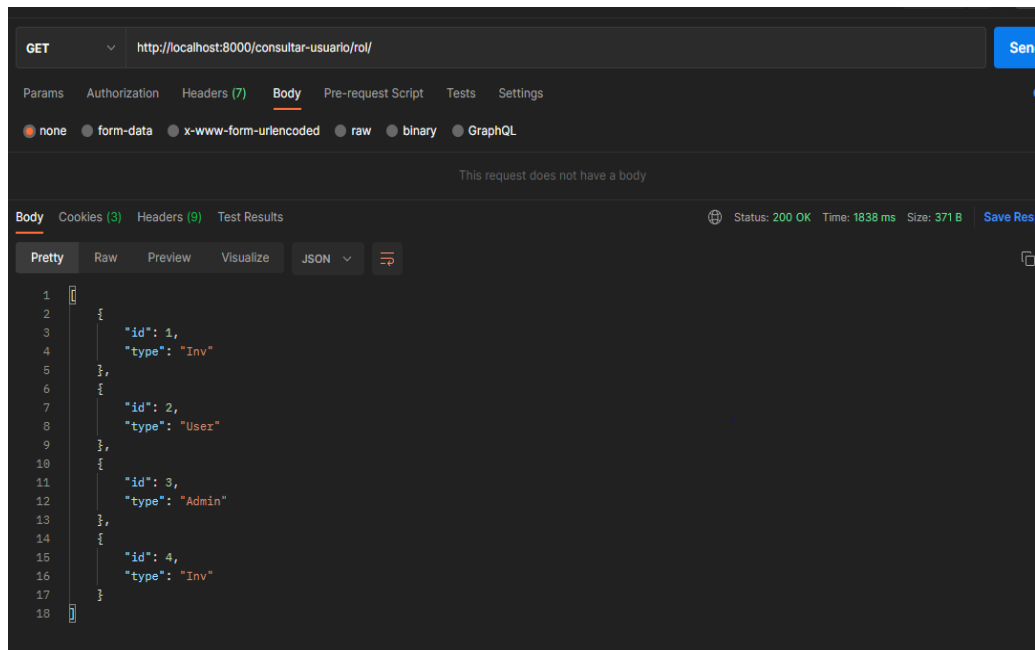 GET http://localhost:8000/consultar-usuario/rol/ Sen
Params Authorization Headers (7) Body Pre-request Script Tests Settings
none form-data x-www-form-urlencoded raw binary GraphQL
This request does not have a body
Body Cookies (3) Headers (9) Test Results Status: 200 OK Time: 1838 ms Size: 371 B Save Res
Pretty Raw Preview Visualize JSON
1 [
2 {
3 "id": 1,
4 "type": "Inv"
5 },
6 {
7 "id": 2,
8 "type": "User"
9 },
10 {
11 "id": 3,
12 "type": "Admin"
13 },
14 {
15 "id": 4,
16 "type": "Inv"
17 }
18 ]